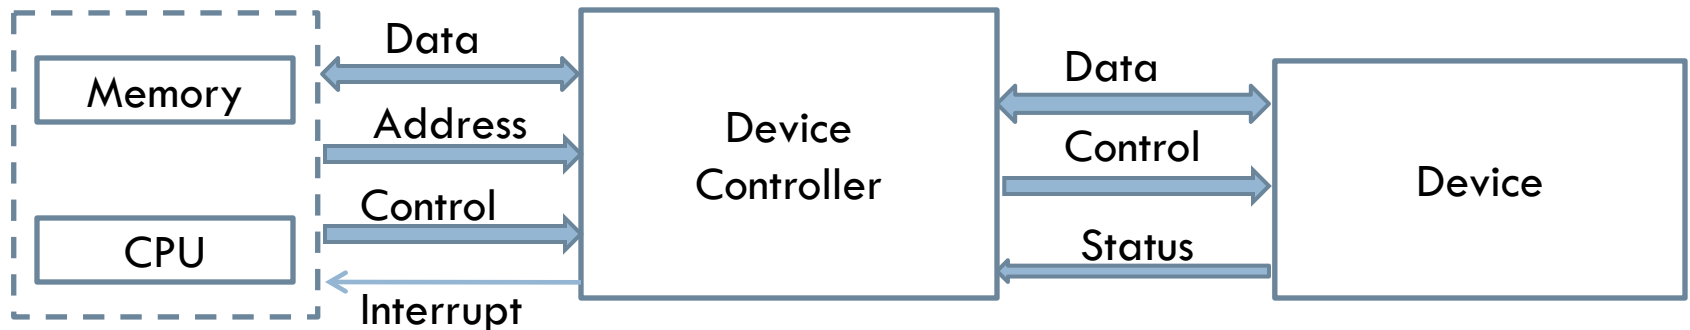 Memory
CPU
Data
Address
Control
Interrupt
Device
Controller
Data
Control
Status
Device